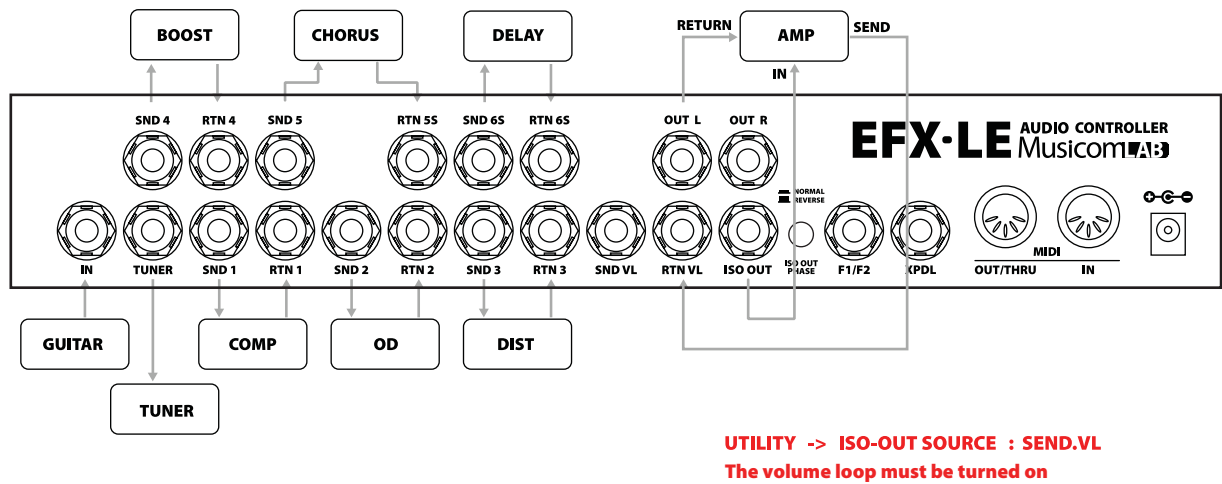 BOOST CHORUS DELAY RETURN AMP SEND
IN
SND 4 RTN 4 SND 5 RTN 5S SND 6S RTN 6S OUT L OUT R
EFX·LE AUDIO CONTROLLER
MusicomLAB
NORMAL
REVERSE
IN TUNER SND 1 RTN 1 SND 2 RTN 2 SND 3 RTN 3 SND VL RTN VL ISO OUT ISO OUT PHASE F1/F2 XPDL OUT/THRU MIDI IN
GUITAR COMP OD DIST
TUNER
UTILITY -> ISO-OUT SOURCE : SEND.VL
The volume loop must be turned on